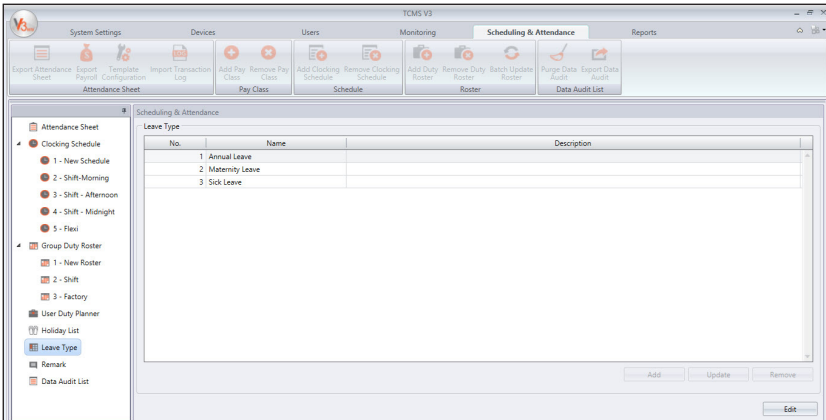 TCMS V3
V3
System Settings Devices Users Monitoring Scheduling & Attendance Reports
Export Attendance Sheet Export Payroll Template Configuration Import Transaction Log Add Pay Class Remove Pay Class Add Clocking Schedule Remove Clocking Schedule Add Duty Roster Remove Duty Roster Batch Update Roster Purge Data Audit Export Data Audit
Attendance Sheet Pay Class Schedule Roster Data Audit List
Attendance Sheet
Clocking Schedule
1 - New Schedule
2 - Shift-Morning
3 - Shift - Afternoon
4 - Shift - Midnight
5 - Flexi
Group Duty Roster
1 - New Roster
2 - Shift
3 - Factory
User Duty Planner
Holiday List
Leave Type
Remark
Data Audit List
Scheduling & Attendance
Leave Type
No. Name Description
1 Annual Leave
2 Maternity Leave
3 Sick Leave
Add Update Remove
Edit